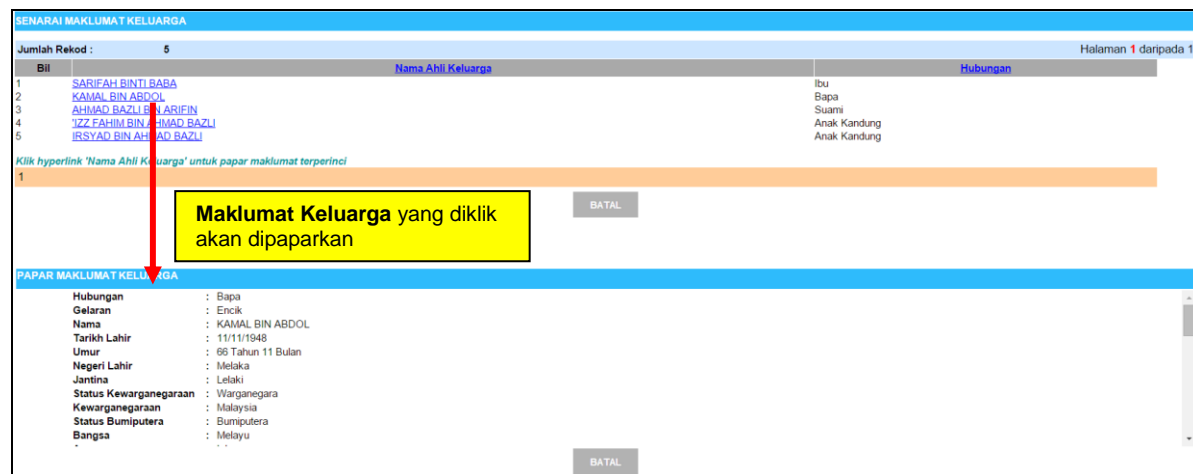 SENARAI MAKLUMAT KELUARGA
Jumlah Rekod : 5 Halaman 1 daripada 1
Bil Nama Ahli Keluarga Hubungan
1 SARIFAH BINTI BABA Ibu
2 KAMAL BIN ABDOL Bapa
3 AHMAD BAZLI BIN ARIFIN Suami
4 'IZZ FAHIM BIN AHMAD BAZLI Anak Kandung
5 IRSYAD BIN AHMAD BAZLI Anak Kandung
Klik hyperlink 'Nama Ahli Keluarga' untuk papar maklumat terperinci
1
BATAL
Maklumat Keluarga yang diklik
akan dipaparkan
PAPAR MAKLUMAT KELUARGA
Hubungan : Bapa
Gelaran : Encik
Nama : KAMAL BIN ABDOL
Tarikh Lahir : 11/11/1948
Umur : 66 Tahun 11 Bulan
Negeri Lahir : Melaka
Jantina : Lelaki
Status Kewarganegaraan : Warganegara
Kewarganegaraan : Malaysia
Status Bumiputera : Bumiputera
Bangsa : Melayu
BATAL